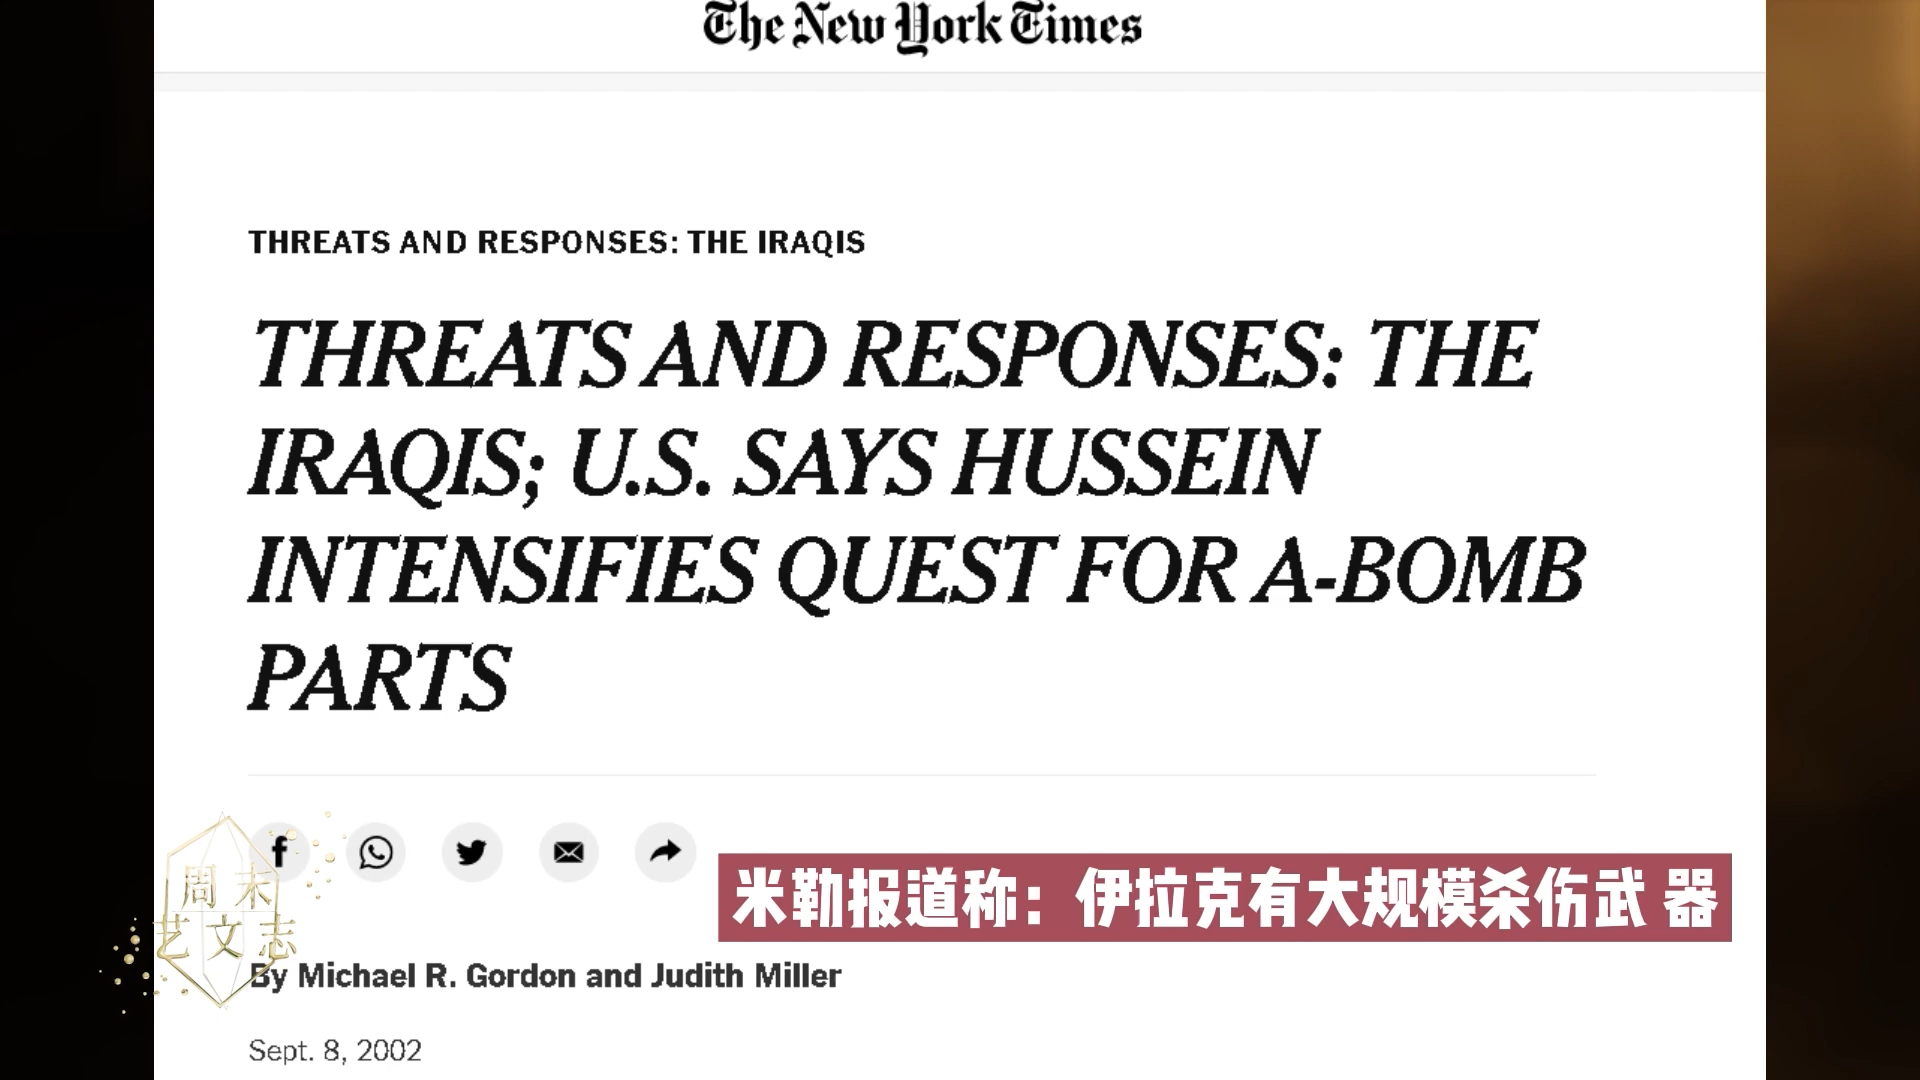 The New York Times
THREATS AND RESPONSES: THE IRAQIS
THREATS AND RESPONSES: THE
IRAQIS; U.S. SAYS HUSSEIN
INTENSIFIES QUEST FOR A-BOMB
PARTS
米勒报道称：伊拉克有大规模杀伤武 器
周末
艺文志
By Michael R. Gordon and Judith Miller
Sept. 8, 2002